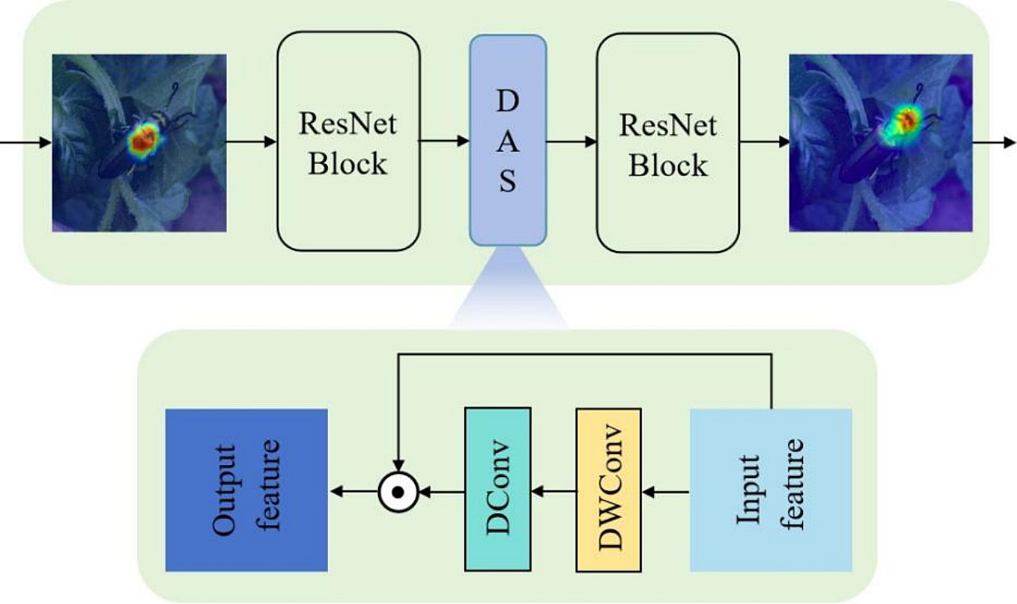 ResNet
Block
D
A
S
ResNet
Block
Output
feature
DConv
DWConv
Input
feature